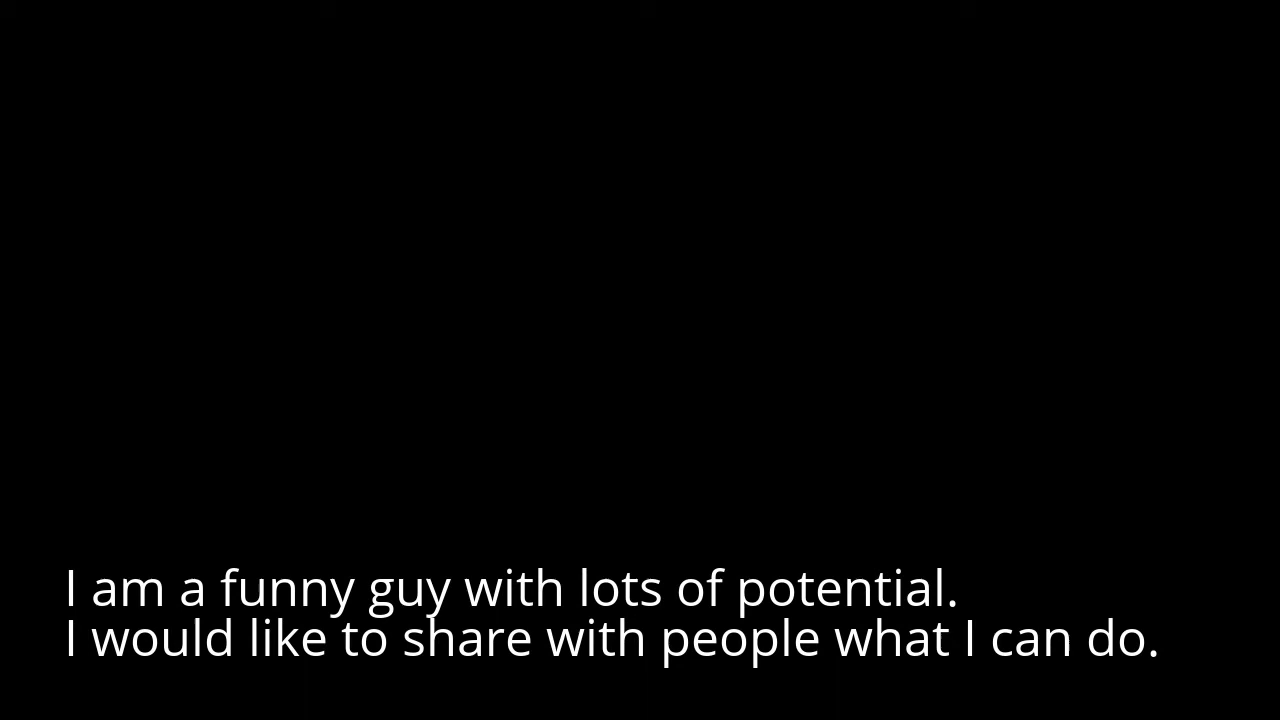 I am a funny guy with lots of potential.
I would like to share with people what I can do.